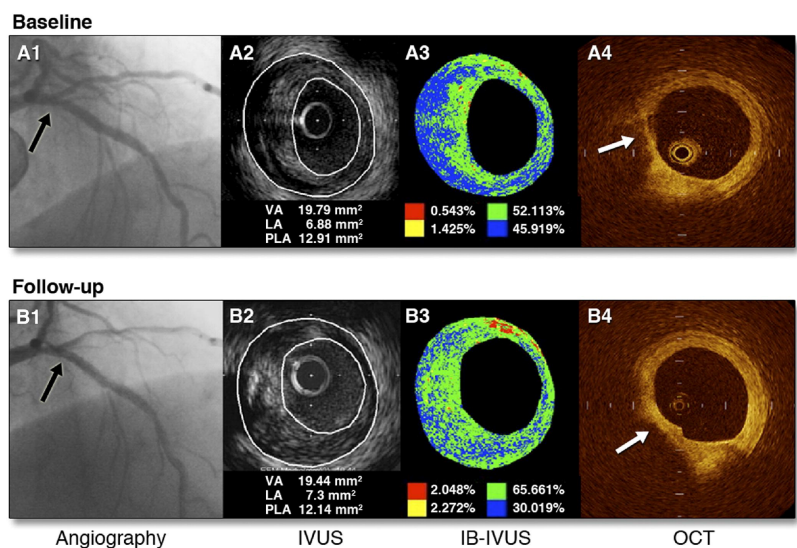 Baseline
A1 A2 A3 A4
VA 19.79 mm²
LA 6.88 mm²
PLA 12.91 mm²
0.543% 52.113%
1.425% 45.919%
Follow-up
B1 B2 B3 B4
VA 19.44 mm²
LA 7.3 mm²
PLA 12.14 mm²
2.048% 65.661%
2.272% 30.019%
Angiography IVUS IB-IVUS OCT